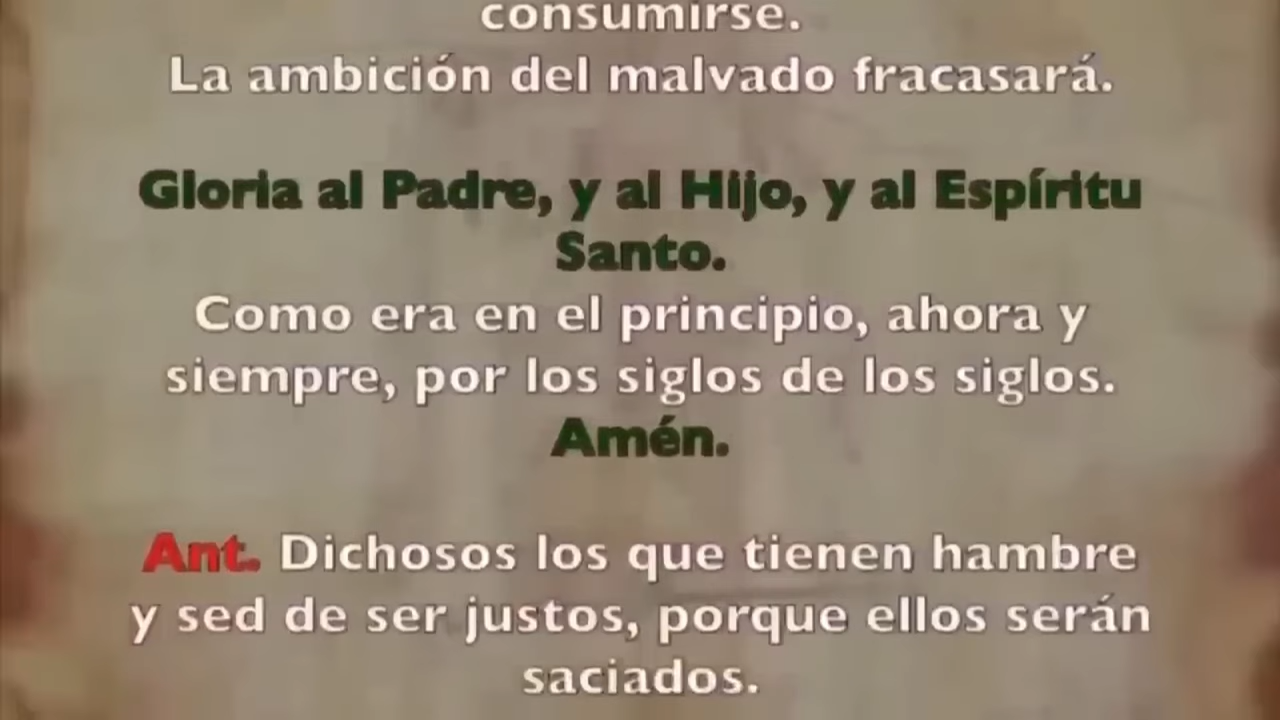 consumirse.
La ambición del malvado fracasará.
Gloria al Padre, y al Hijo, y al Espíritu
Santo.
Como era en el principio, ahora y
siempre, por los siglos de los siglos.
Amén.
Ant. Dichosos los que tienen hambre
y sed de ser justos, porque ellos serán
saciados.